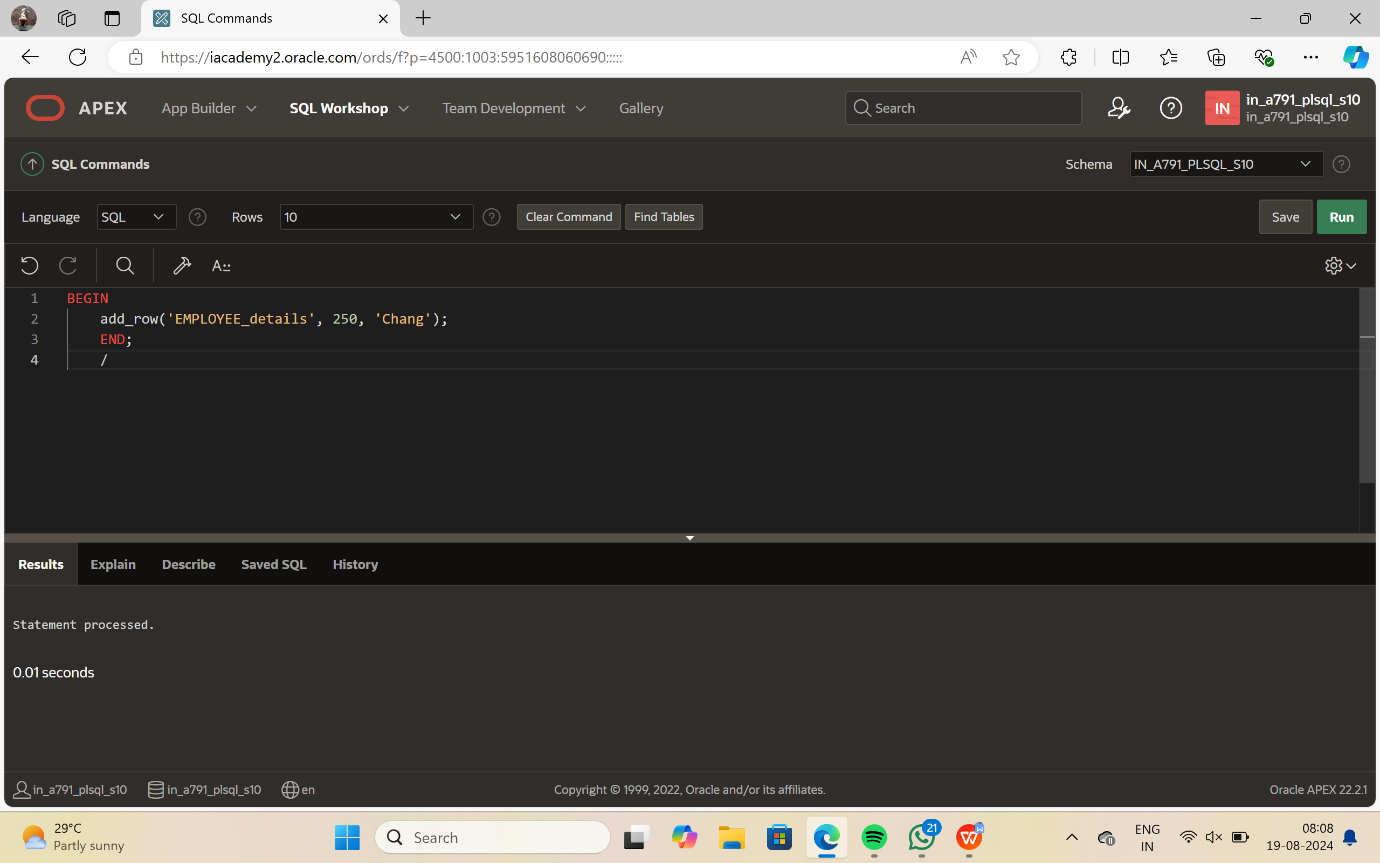 SQL Commands
https://iacademy2.oracle.com/ords/f?p=4500:1003:5951608060690:::::
APEX App Builder SQL Workshop Team Development Gallery Search IN in_a791_plsql_s10
in_a791_plsql_s10
SQL Commands Schema IN_A791_PLSQL_S10
Language SQL Rows 10 Clear Command Find Tables Save Run
1 BEGIN
2 add_row('EMPLOYEE_details', 250, 'Chang');
3 END;
4 /
Results Explain Describe Saved SQL History
Statement processed.
0.01 seconds
in_a791_plsql_s10 in_a791_plsql_s10 en Copyright © 1999, 2022, Oracle and/or its affiliates. Oracle APEX 22.2.1
29°C
Partly sunny
Search
21
ENG
IN
08:08
19-08-2024